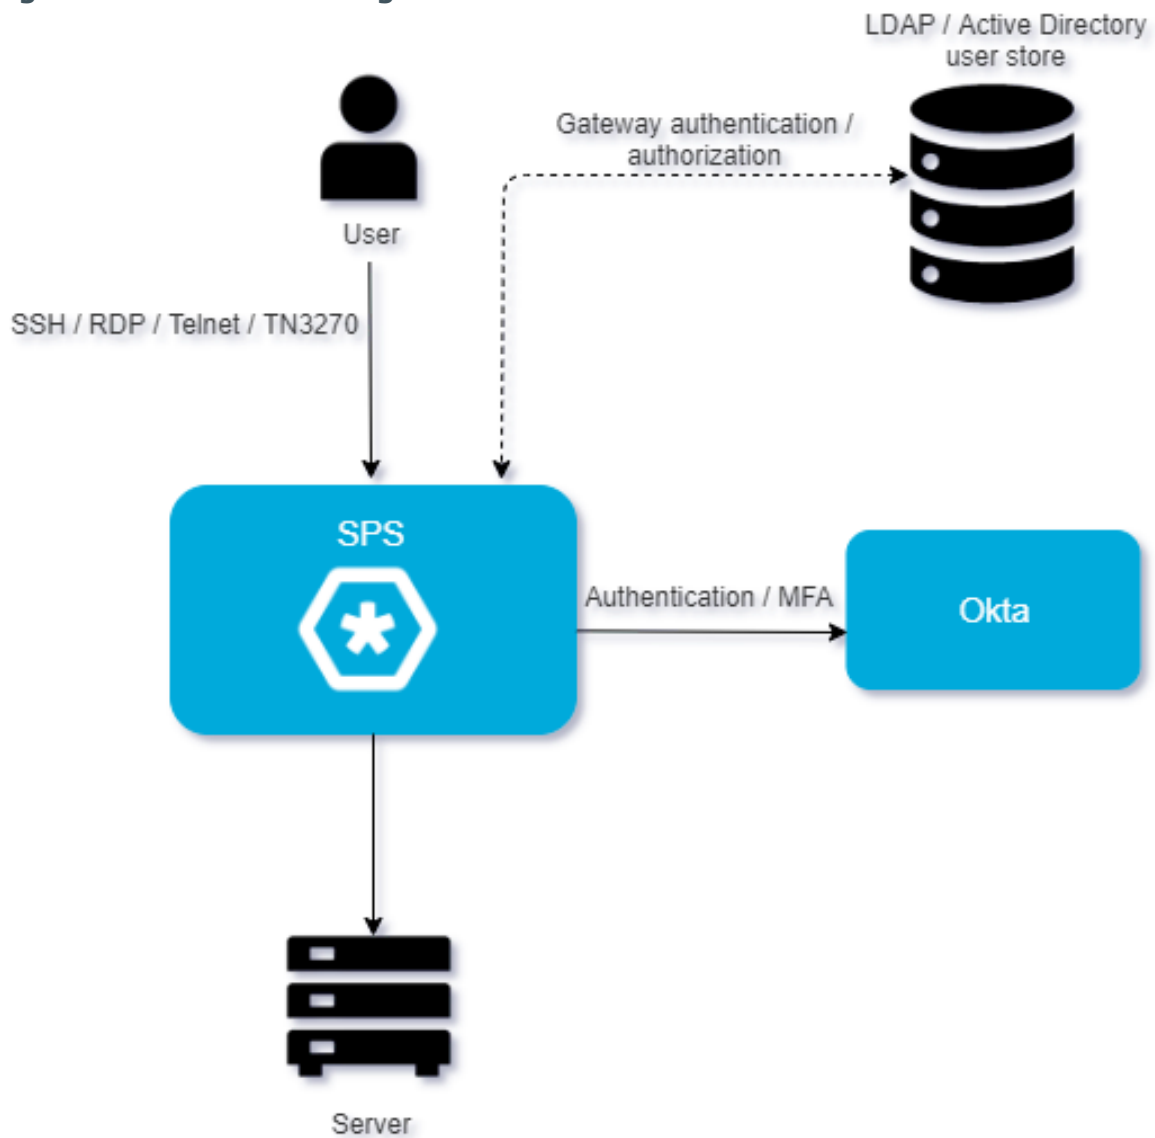 LDAP / Active Directory
user store
Gateway authentication /
authorization
User
SSH / RDP / Telnet / TN3270
SPS
Authentication / MFA
Okta
Server